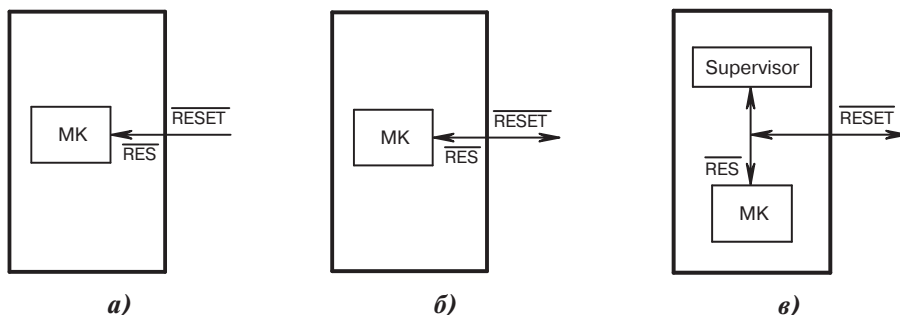 MK
RESET
RES
а)
MK
RESET
RES
б)
Supervisor
RESET
RES
MK
в)